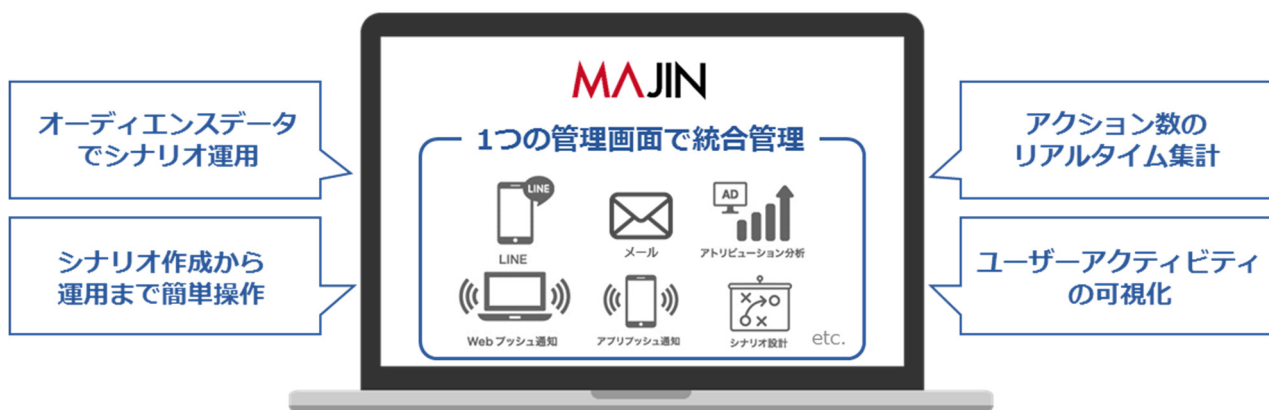 MAJIN
1つの管理画面で統合管理
オーディエンスデータ
でシナリオ運用
シナリオ作成から
運用まで簡単操作
LINE
LINE
メール
AD
アトリビューション分析
Webプッシュ通知
アプリプッシュ通知
シナリオ設計
etc.
アクション数の
リアルタイム集計
ユーザーアクティビティ
の可視化